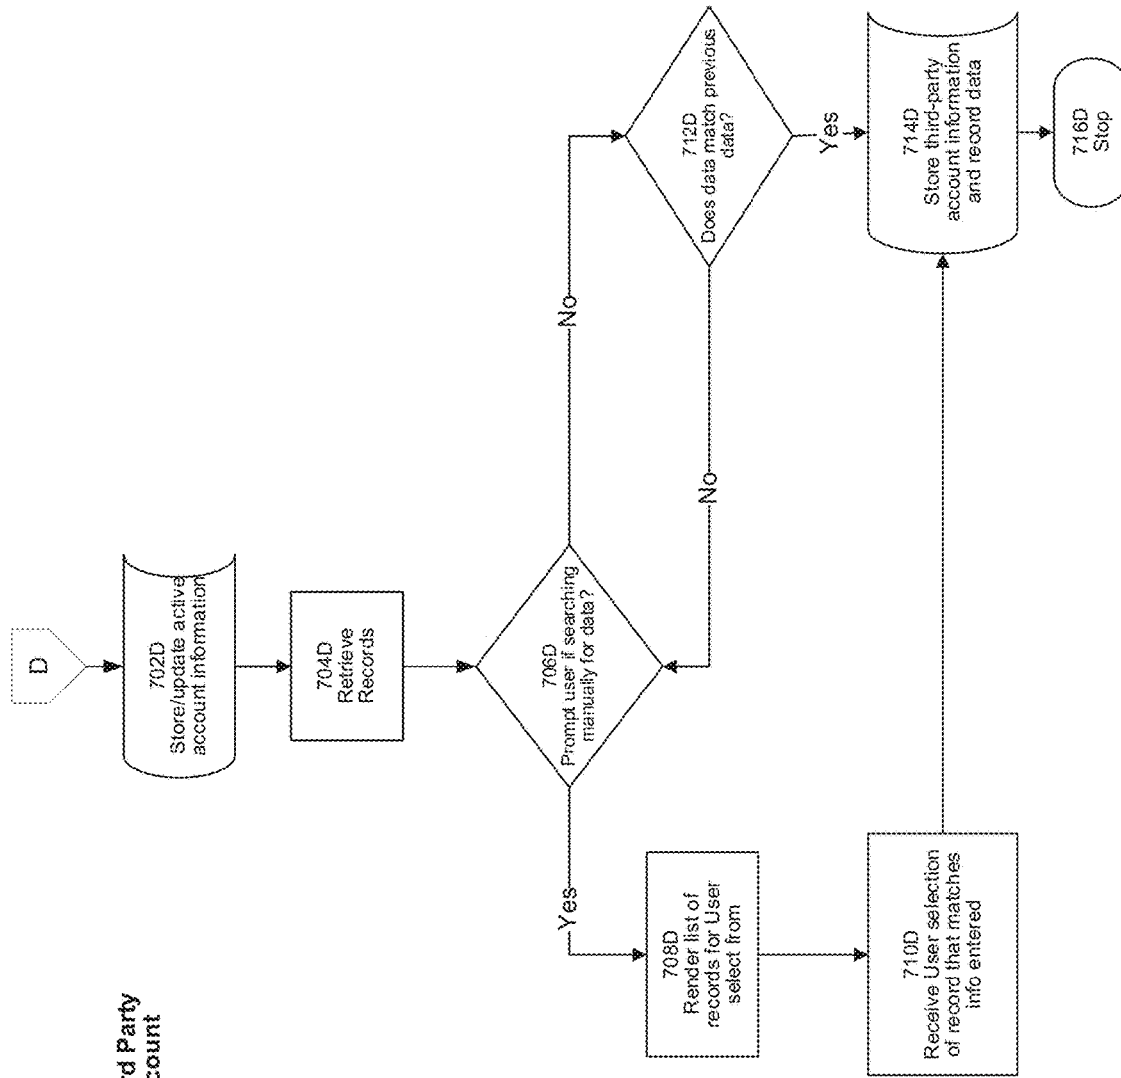 D
702D
Store/update active
account information
704D
Retrieve
Records
706D
Prompt user if searching
manually for data?
No
Yes
712D
Does data match previous
data?
No
Yes
708D
Render list of
records for User
select from
710D
Receive User selection
of record that matches
info entered
714D
Store third-party
account information
and record data
716D
Stop
rd Party
count